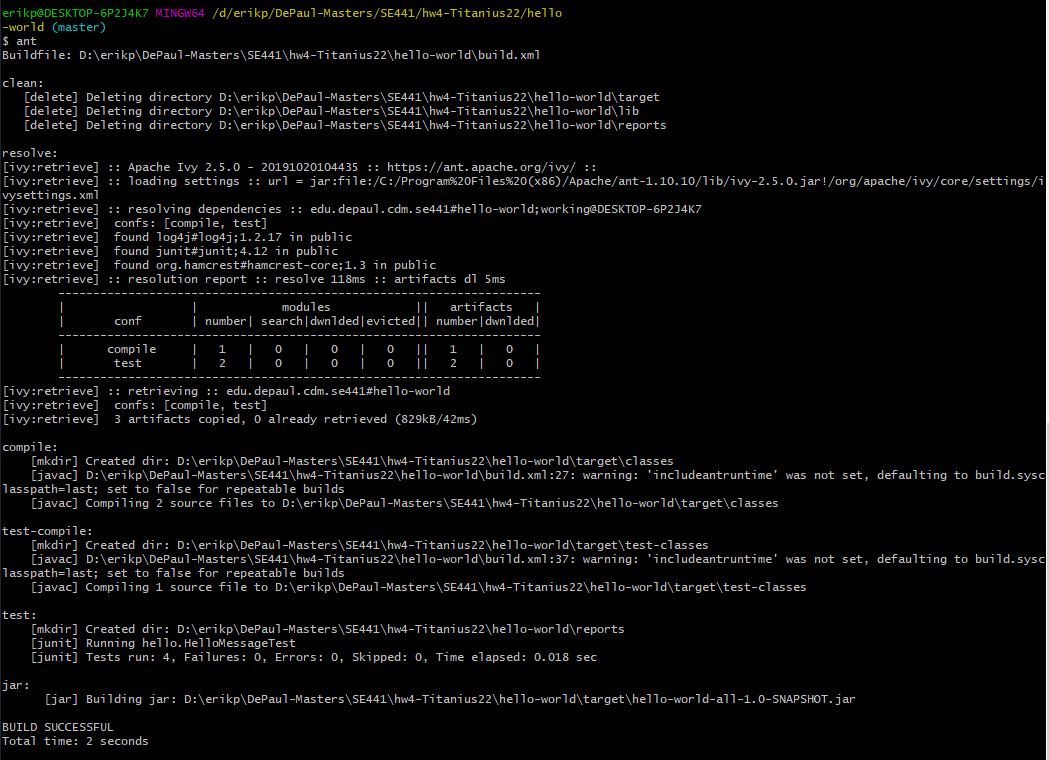 erikp@DESKTOP-6P2J4K7 MINGW64 /d/erikp/DePaul-Masters/SE441/hw4-Titanius22/hello
-world (master)
$ ant
Buildfile: D:\erikp\DePaul-Masters\SE441\hw4-Titanius22\hello-world\build.xml

clean:
   [delete] Deleting directory D:\erikp\DePaul-Masters\SE441\hw4-Titanius22\hello-world\target
   [delete] Deleting directory D:\erikp\DePaul-Masters\SE441\hw4-Titanius22\hello-world\lib
   [delete] Deleting directory D:\erikp\DePaul-Masters\SE441\hw4-Titanius22\hello-world\reports

resolve:
[ivy:retrieve] :: Apache Ivy 2.5.0 - 20191020104435 :: https://ant.apache.org/ivy/ ::
[ivy:retrieve] :: loading settings :: url = jar:file:/C:/Program%20Files%20(x86)/Apache/ant-1.10.10/lib/ivy-2.5.0.jar!/org/apache/ivy/core/settings/i
vysettings.xml
[ivy:retrieve] :: resolving dependencies :: edu.depaul.cdm.se441#hello-world;working@DESKTOP-6P2J4K7
[ivy:retrieve]  confs: [compile, test]
[ivy:retrieve]  found log4j#log4j;1.2.17 in public
[ivy:retrieve]  found junit#junit;4.12 in public
[ivy:retrieve]  found org.hamcrest#hamcrest-core;1.3 in public
[ivy:retrieve] :: resolution report :: resolve 118ms :: artifacts dl 5ms
        ---------------------------------------------------------------------
        |                  |            modules            ||   artifacts   |
        |       conf       | number| search|dwnlded|evicted|| number|dwnlded|
        ---------------------------------------------------------------------
        |      compile     |   1   |   0   |   0   |   0   ||   1   |   0   |
        |       test       |   2   |   0   |   0   |   0   ||   2   |   0   |
        ---------------------------------------------------------------------
[ivy:retrieve] :: retrieving :: edu.depaul.cdm.se441#hello-world
[ivy:retrieve]  confs: [compile, test]
[ivy:retrieve]  3 artifacts copied, 0 already retrieved (829kB/42ms)

compile:
    [mkdir] Created dir: D:\erikp\DePaul-Masters\SE441\hw4-Titanius22\hello-world\target\classes
    [javac] D:\erikp\DePaul-Masters\SE441\hw4-Titanius22\hello-world\build.xml:27: warning: 'includeantruntime' was not set, defaulting to build.sysc
lasspath=last; set to false for repeatable builds
    [javac] Compiling 2 source files to D:\erikp\DePaul-Masters\SE441\hw4-Titanius22\hello-world\target\classes

test-compile:
    [mkdir] Created dir: D:\erikp\DePaul-Masters\SE441\hw4-Titanius22\hello-world\target\test-classes
    [javac] D:\erikp\DePaul-Masters\SE441\hw4-Titanius22\hello-world\build.xml:37: warning: 'includeantruntime' was not set, defaulting to build.sysc
lasspath=last; set to false for repeatable builds
    [javac] Compiling 1 source file to D:\erikp\DePaul-Masters\SE441\hw4-Titanius22\hello-world\target\test-classes

test:
    [mkdir] Created dir: D:\erikp\DePaul-Masters\SE441\hw4-Titanius22\hello-world\reports
    [junit] Running hello.HelloMessageTest
    [junit] Tests run: 4, Failures: 0, Errors: 0, Skipped: 0, Time elapsed: 0.018 sec

jar:
      [jar] Building jar: D:\erikp\DePaul-Masters\SE441\hw4-Titanius22\hello-world\target\hello-world-all-1.0-SNAPSHOT.jar

BUILD SUCCESSFUL
Total time: 2 seconds